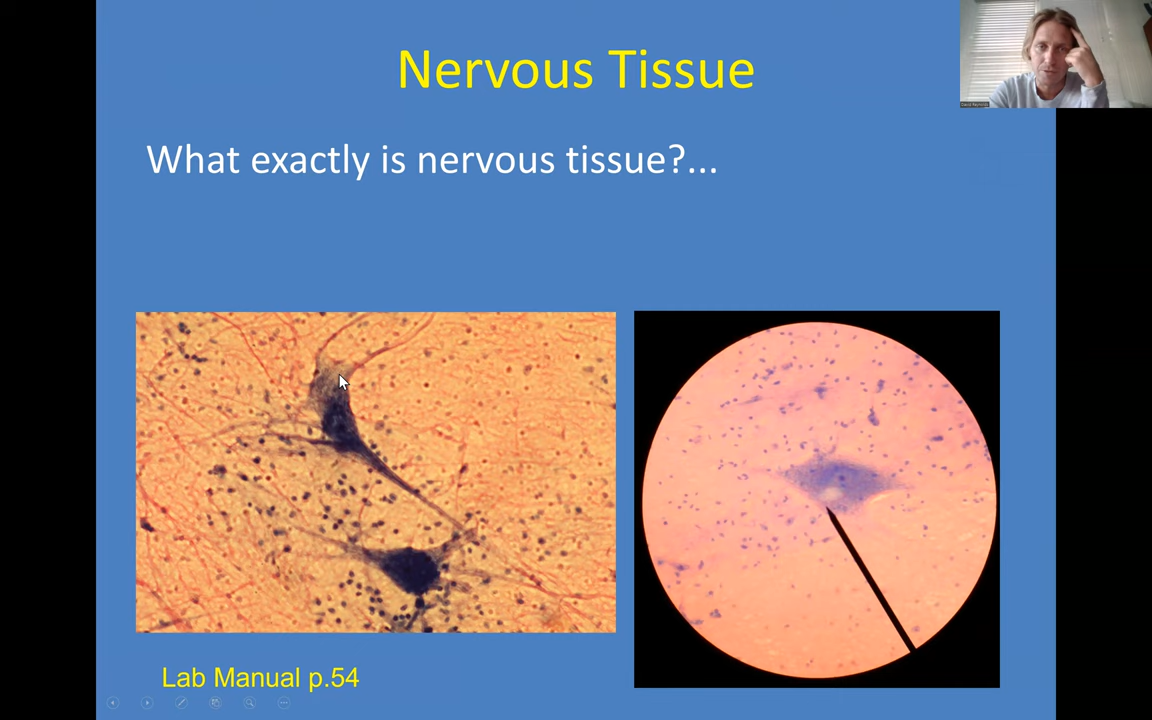 Nervous Tissue
What exactly is nervous tissue?...
Lab Manual p.54